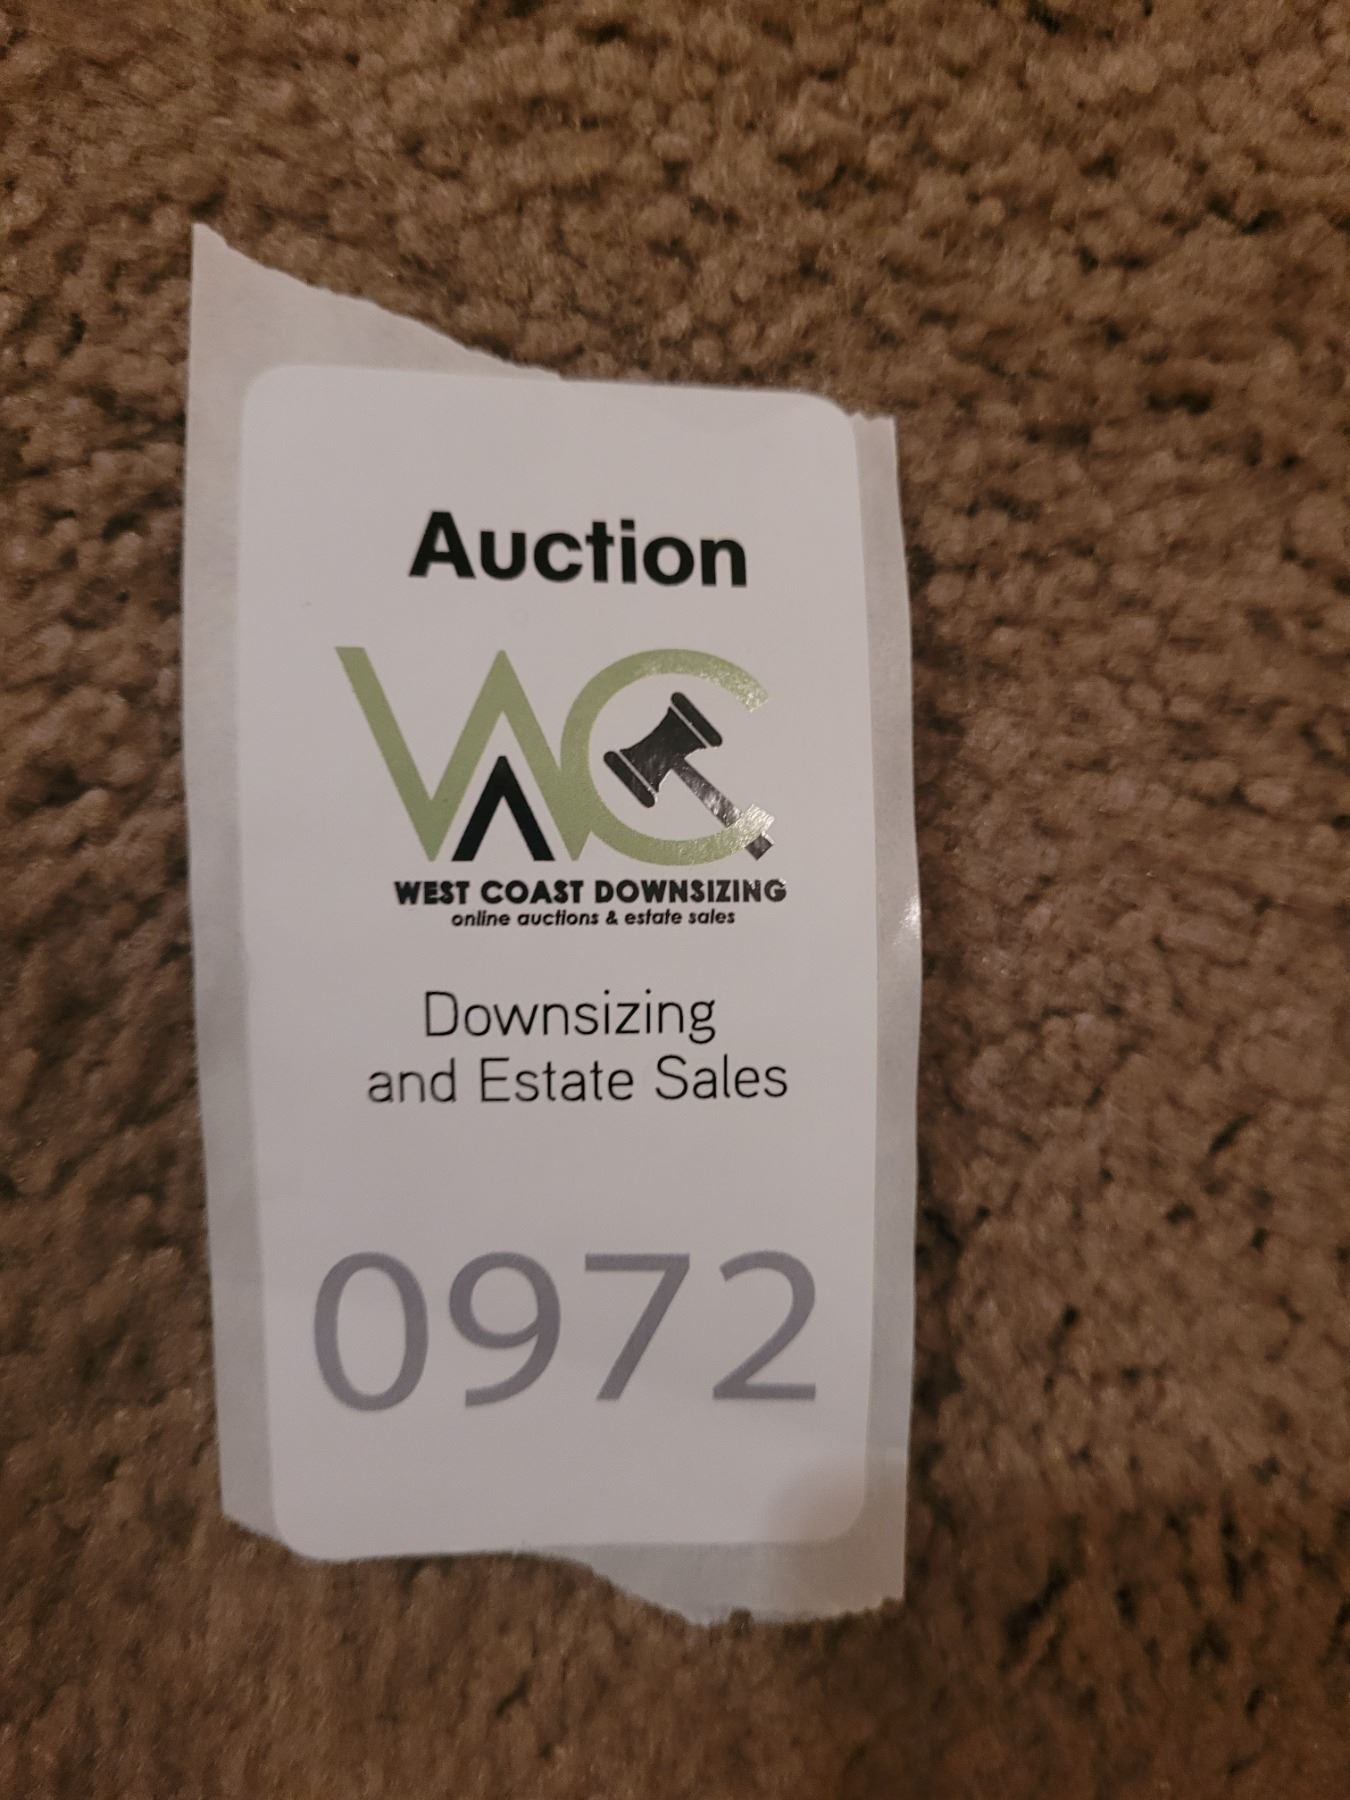 Auction
WC
WEST COAST DOWNSIZING
online auctions & estate sales
Downsizing
and Estate Sales
0972